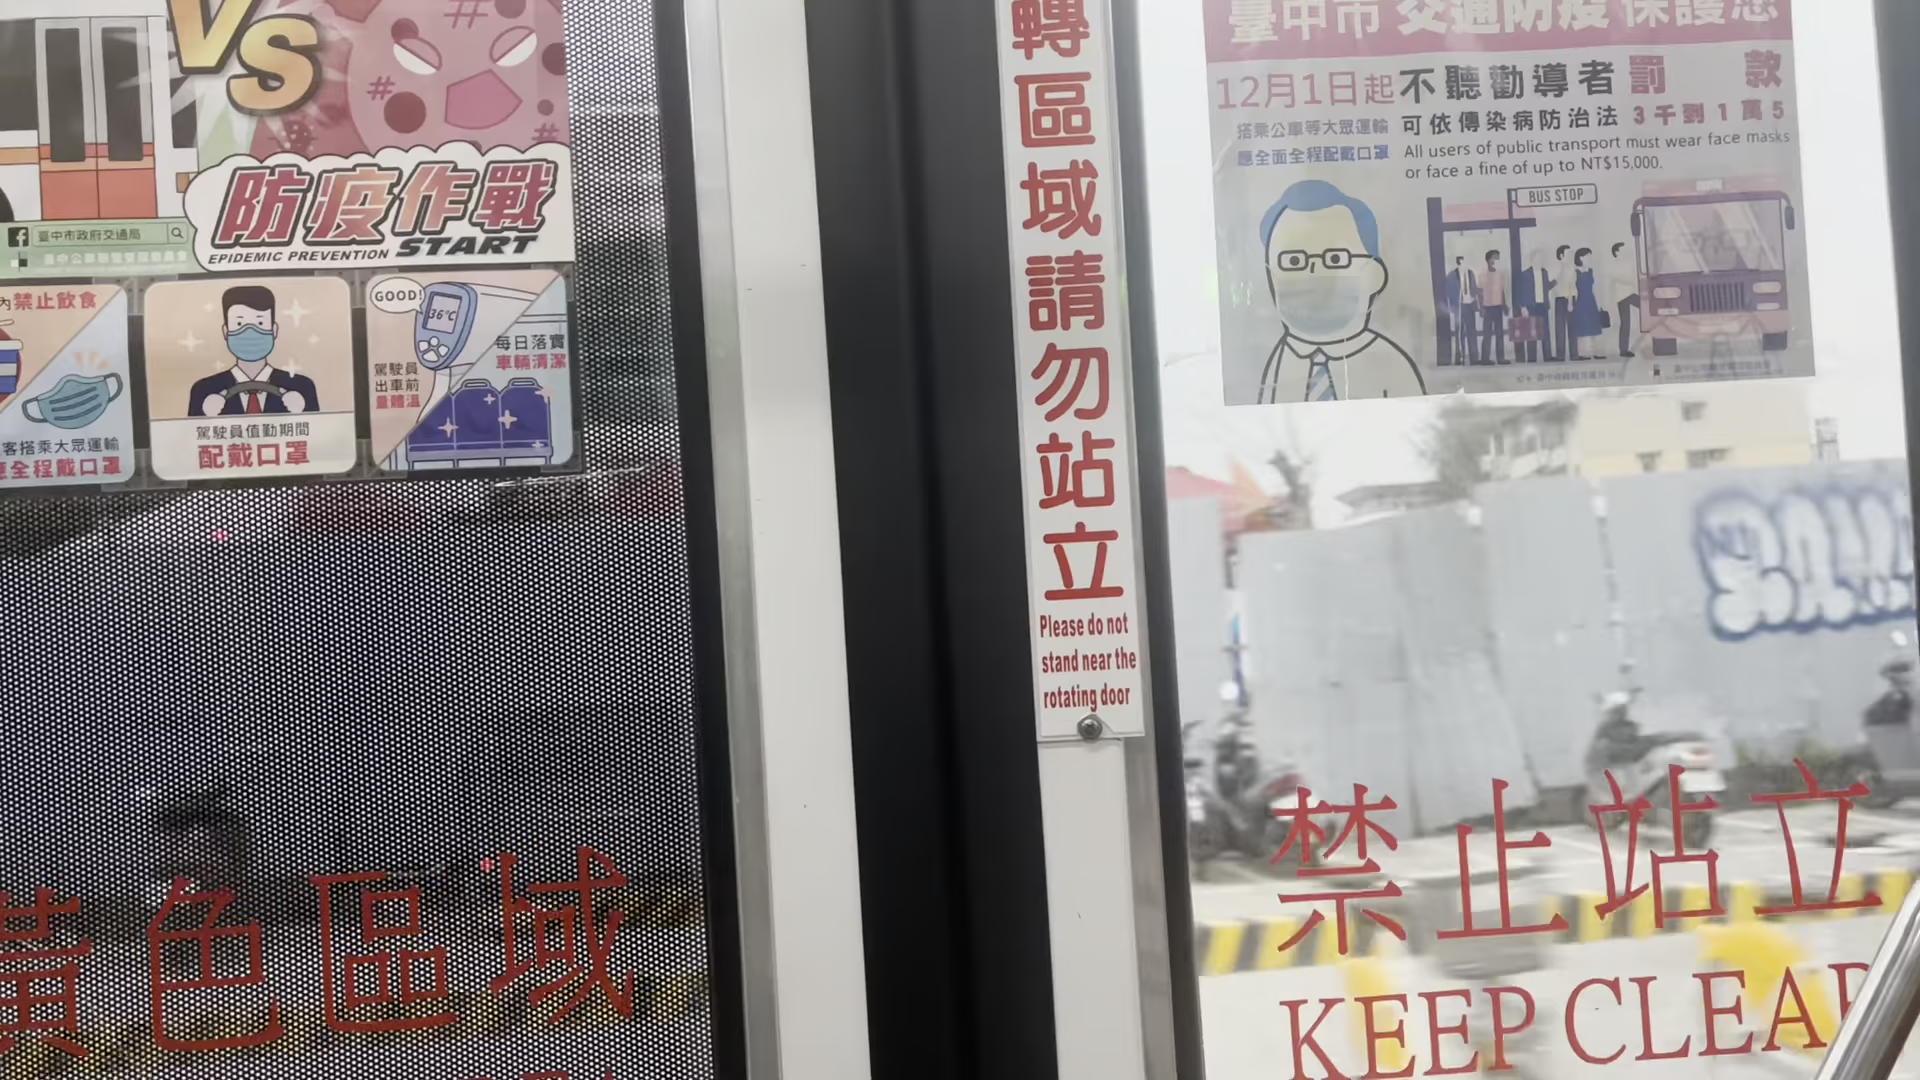 VS
#
#
#
防疫作戰
EPIDEMIC PREVENTION START
臺中市政府交通局
內禁止飲食
客搭乘大眾運輸
應全程戴口罩
駕駛員值勤期間
配戴口罩
GOOD!
36°C
駕駛員
出車前
量體溫
每日落實
車輛清潔
轉區域請勿站立
Please do not
stand near the
rotating door
臺中市 交通防疫 保護您
12月1日起不聽勸導者罰 款
搭乘公車等大眾運輸
應全面全程配戴口罩
可依傳染病防治法 3千到1萬5
All users of public transport must wear face masks
or face a fine of up to NT$15,000.
BUS STOP
黃色區域
禁止站立
KEEP CLEAR